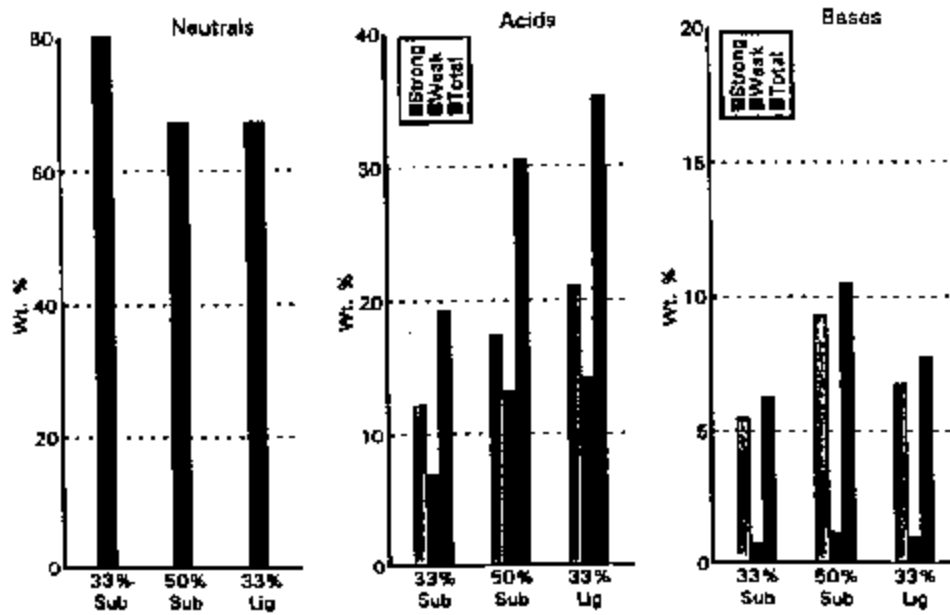 Neutrals
80
60
40
20
0
Wt. %
33%
Sub
50%
Sub
33%
Lig
Acids
40
30
20
10
0
Wt. %
Strong
Weak
Total
33%
Sub
50%
Sub
33%
Lig
Bases
20
15
10
5
0
Wt. %
Strong
Weak
Total
33%
Sub
50%
Sub
33%
Lig